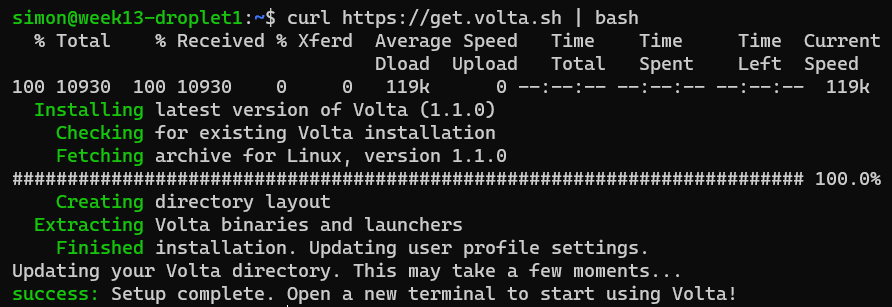 simon@week13-droplet1:~$ curl https://get.volta.sh | bash
  % Total    % Received % Xferd  Average Speed   Time    Time     Time  Current
                                 Dload  Upload   Total   Spent    Left  Speed
100 10930  100 10930    0     0   119k      0 --:--:-- --:--:-- --:--:--  119k
  Installing latest version of Volta (1.1.0)
    Checking for existing Volta installation
    Fetching archive for Linux, version 1.1.0
######################################################################## 100.0%
    Creating directory layout
  Extracting Volta binaries and launchers
    Finished installation. Updating user profile settings.
Updating your Volta directory. This may take a few moments...
success: Setup complete. Open a new terminal to start using Volta!